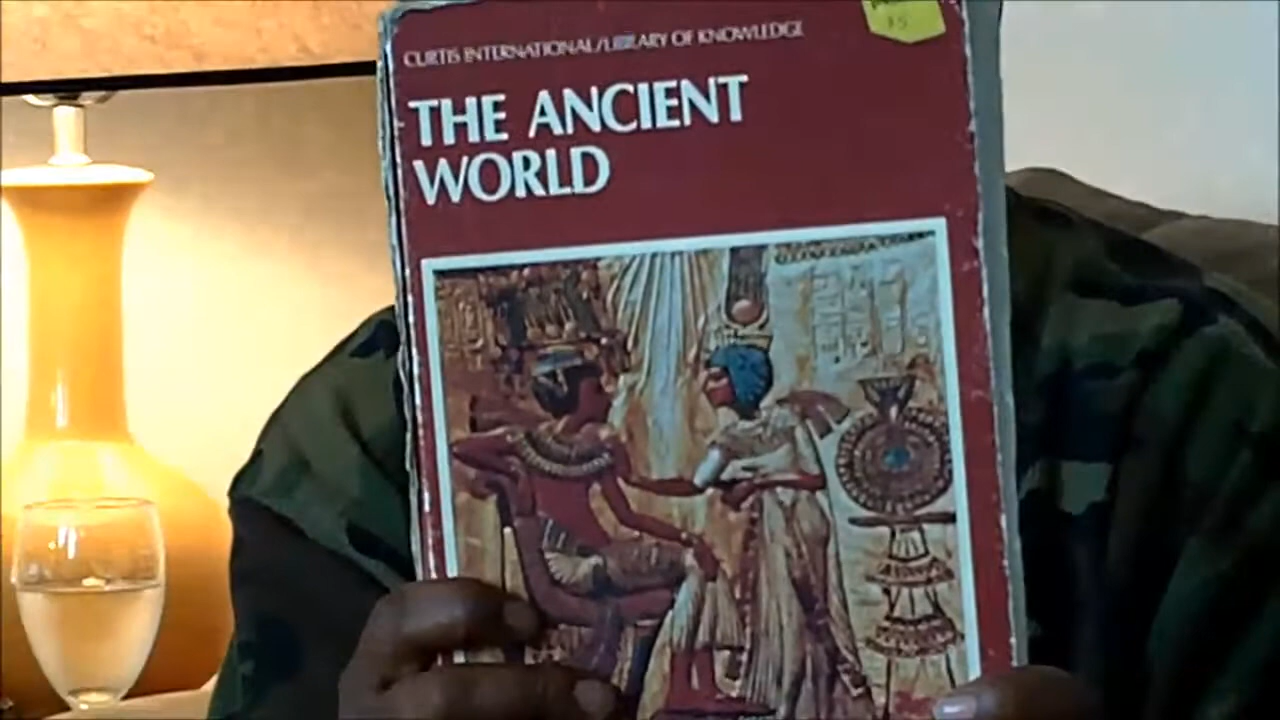 CURTIS INTERNATIONAL/LIBRARY OF KNOWLEDGE
THE ANCIENT
WORLD